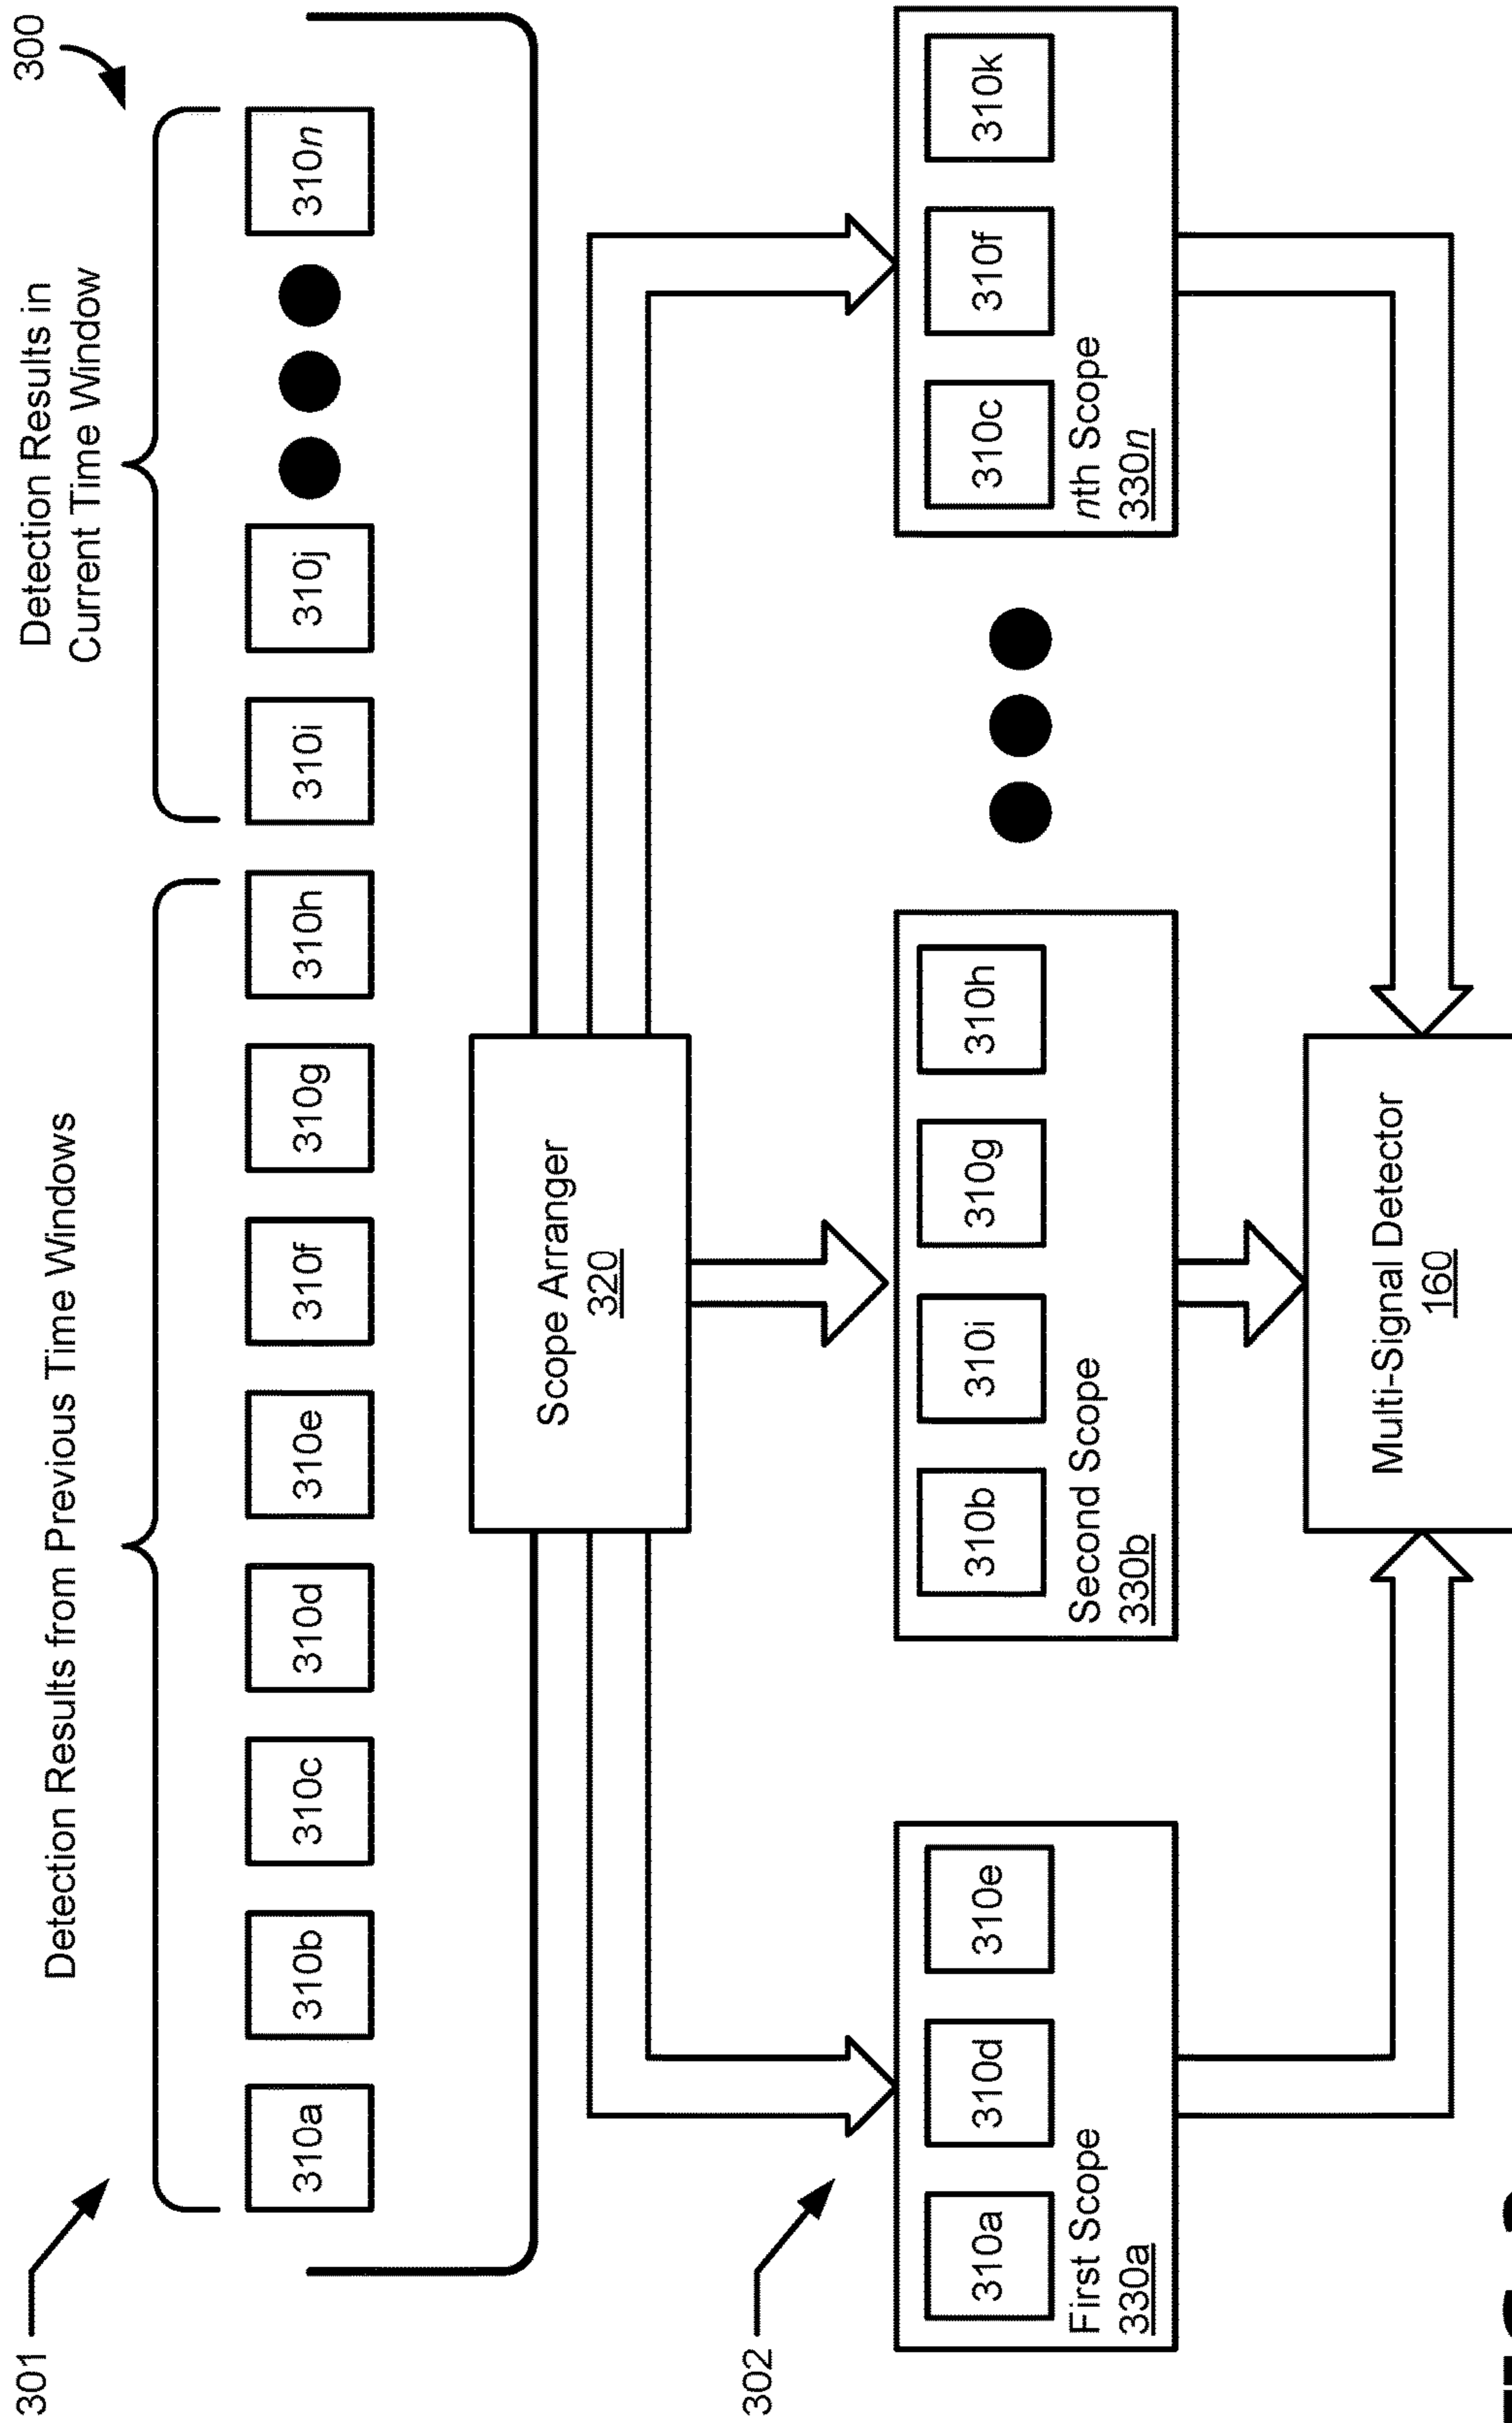 300
301
Detection Results from Previous Time Windows
Detection Results in
Current Time Window
310a
310b
310c
310d
310e
310f
310g
310h
310i
310j
310n
Scope Arranger
320
302
310a
310d
310e
First Scope
330a
310b
310i
310g
310h
Second Scope
330b
310c
310f
310k
nth Scope
330n
Multi-Signal Detector
160